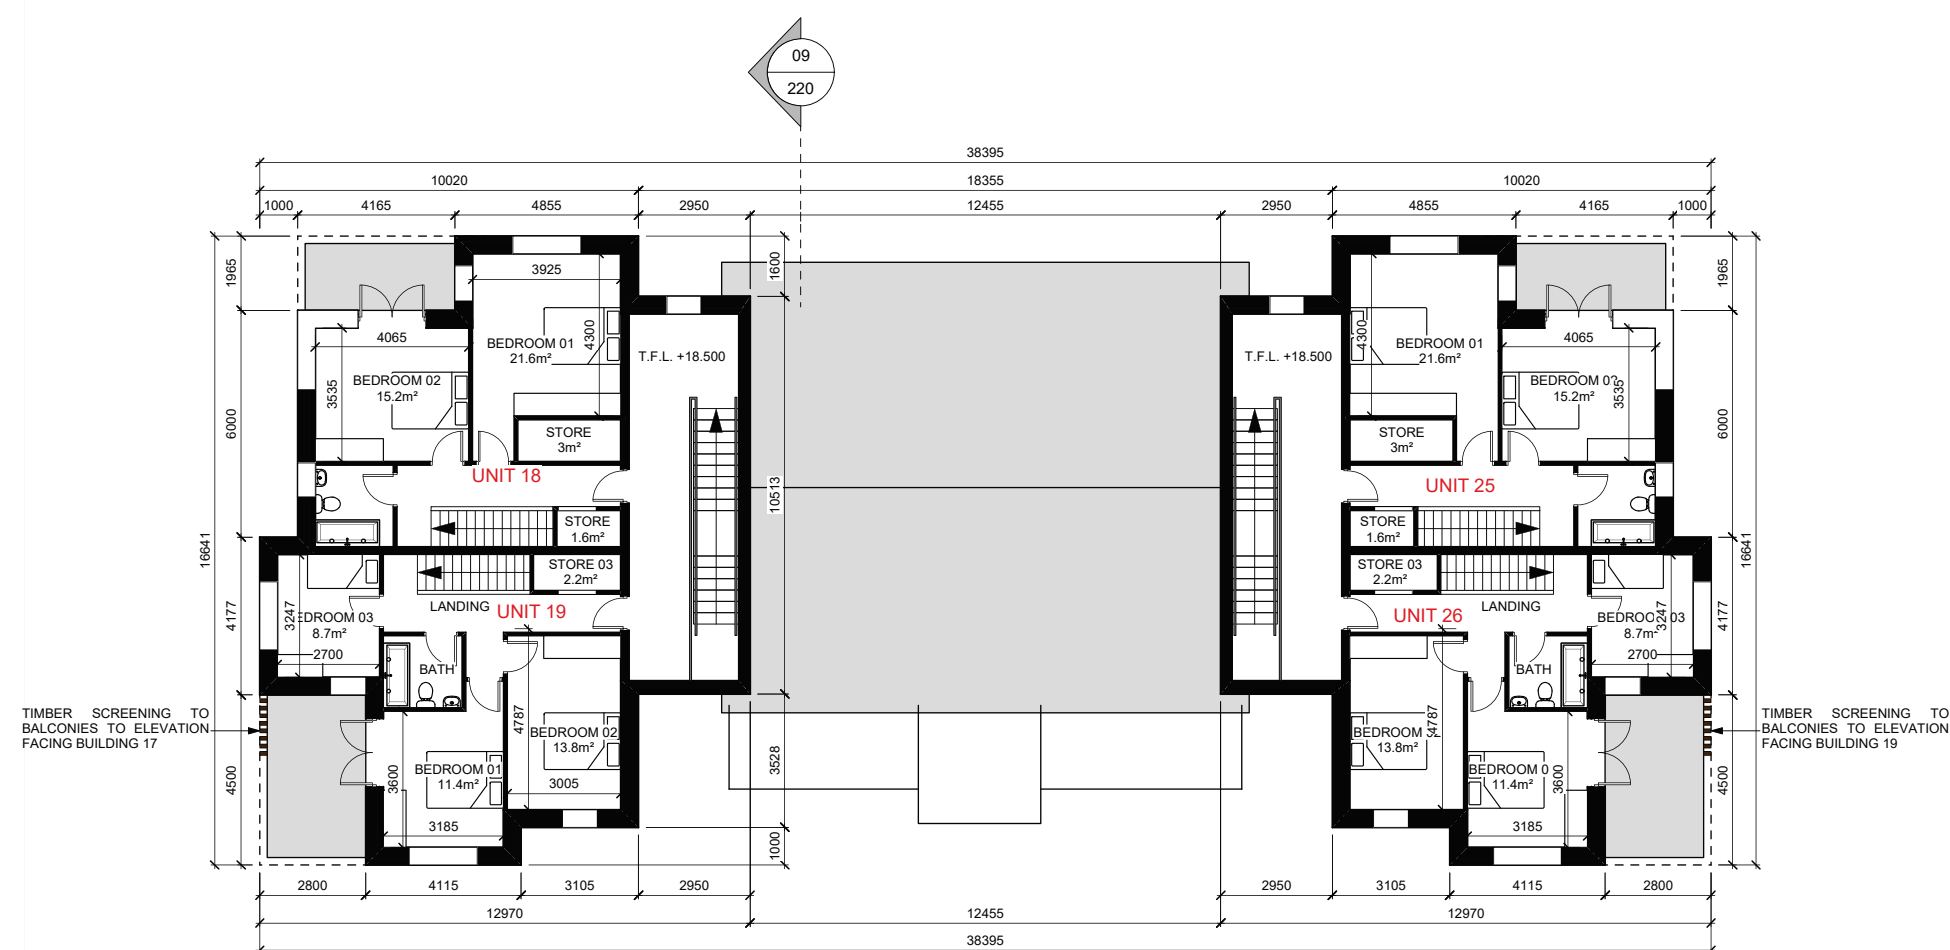 09
220
38395
10020
18355
10020
1000
4165
4855
2950
12455
2950
4855
4165
1000
1965
6000
4177
4500
16641
1600
10513
3528
1000
1965
6000
4177
4500
16641
3925
4300
BEDROOM 01
21.6m²
4065
3535
BEDROOM 02
15.2m²
STORE
3m²
T.F.L. +18.500
UNIT 18
STORE
1.6m²
STORE 03
2.2m²
LANDING
UNIT 19
EDROOM 03
8.7m²
3247
2700
BATH
4787
BEDROOM 02
13.8m²
3005
BEDROOM 01
11.4m²
3600
3185
TIMBER SCREENING TO
BALCONIES TO ELEVATION
FACING BUILDING 17
T.F.L. +18.500
4300
BEDROOM 01
21.6m²
4065
BEDROOM
15.2m²
3535
STORE
3m²
UNIT 25
STORE
1.6m²
STORE 03
2.2m²
UNIT 26
LANDING
BEDROOM 03
8.7m²
3247
2700
BATH
BEDROOM
13.8m²
4787
BEDROOM 0
11.4m²
3600
3185
TIMBER SCREENING TO
BALCONIES TO ELEVATION
FACING BUILDING 19
2800
4115
3105
2950
2950
3105
4115
2800
12970
12455
12970
38395